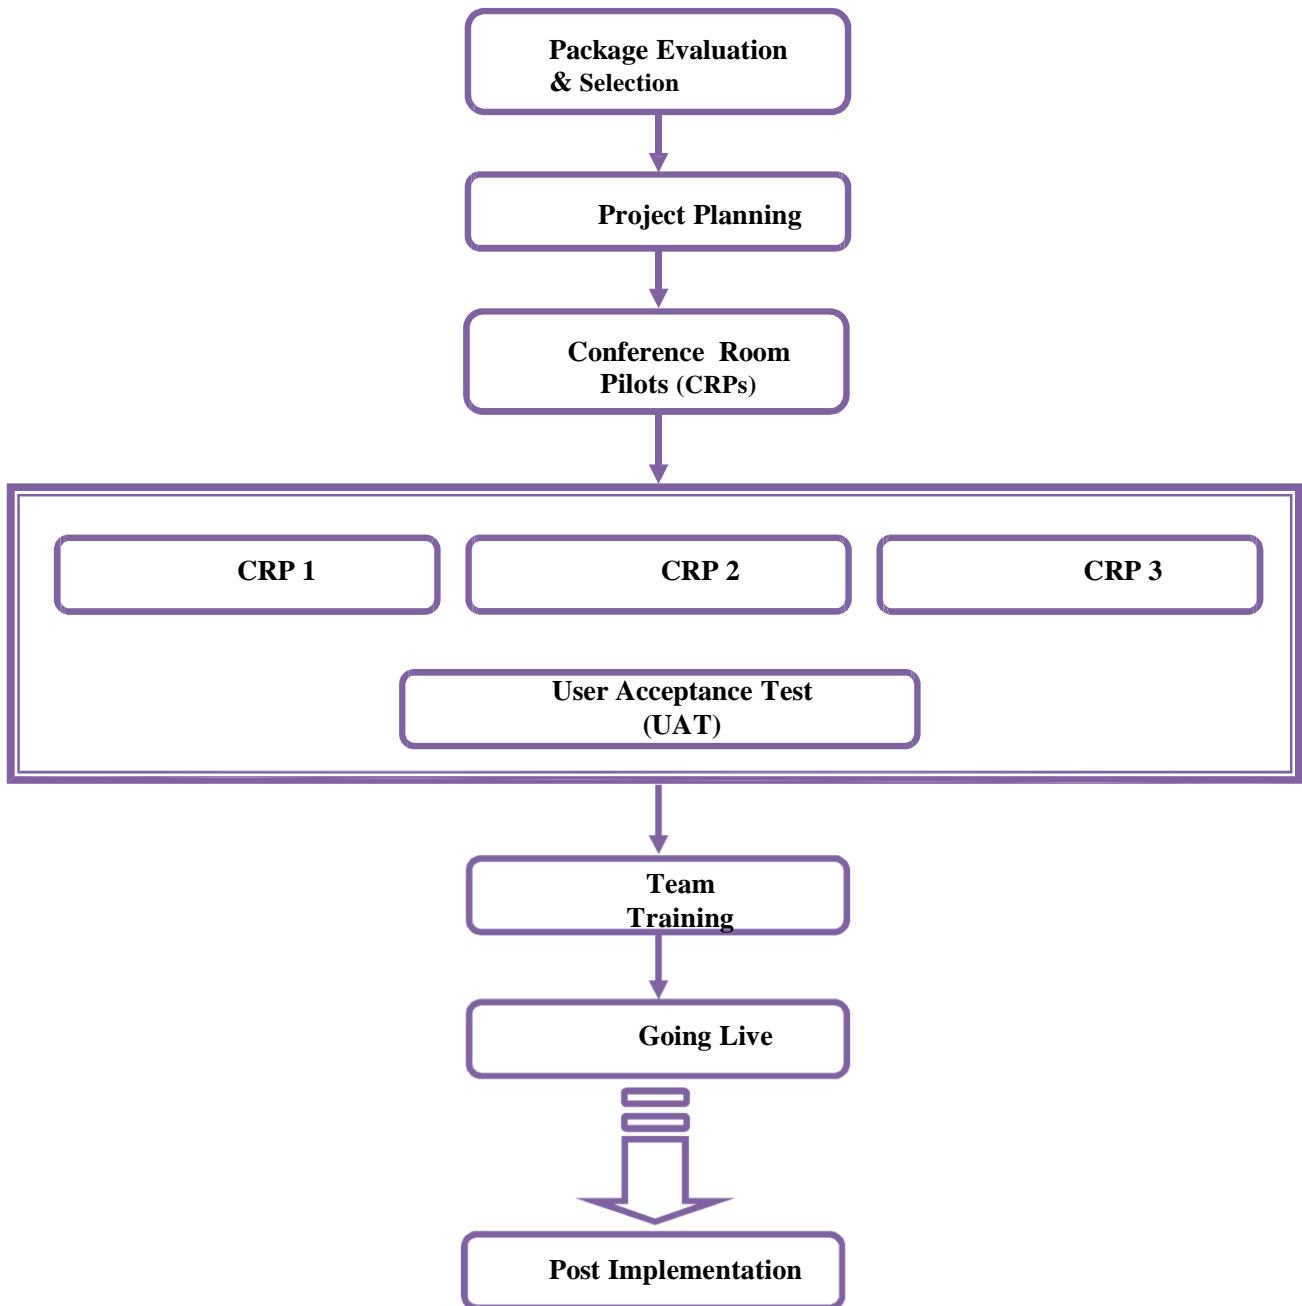 Package Evaluation
& Selection
Project Planning
Conference Room
Pilots (CRPs)
CRP 1
CRP 2
CRP 3
User Acceptance Test
(UAT)
Team
Training
Going Live
Post Implementation